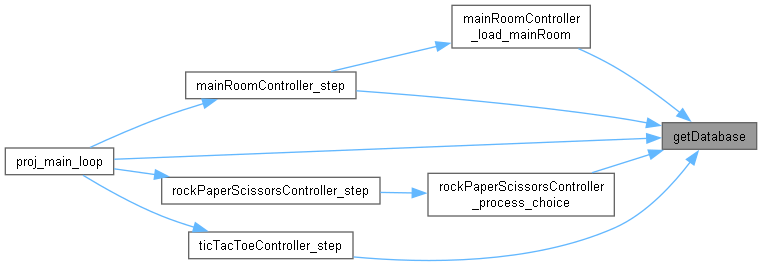 mainRoomController
_load_mainRoom
mainRoomController_step
getDatabase
proj_main_loop
rockPaperScissorsController_step
rockPaperScissorsController
_process_choice
ticTacToeController_step